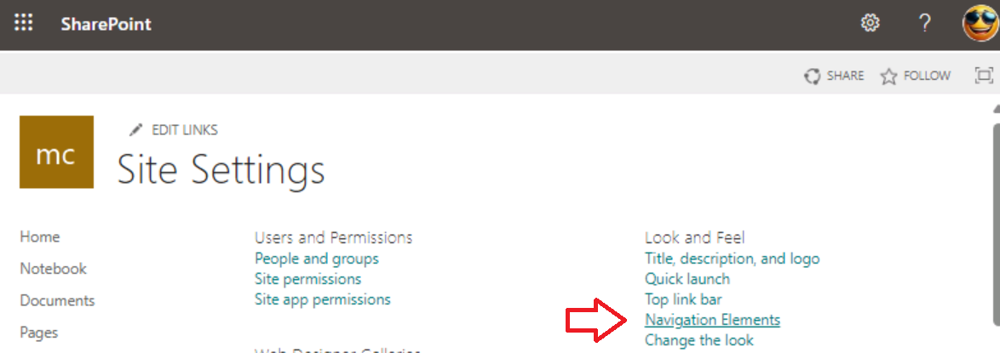 SharePoint
?
SHARE
FOLLOW
mc
EDIT LINKS
Site Settings
Home
Notebook
Documents
Pages
Users and Permissions
People and groups
Site permissions
Site app permissions
Web Designer Galleries
Look and Feel
Title, description, and logo
Quick launch
Top link bar
Navigation Elements
Change the look